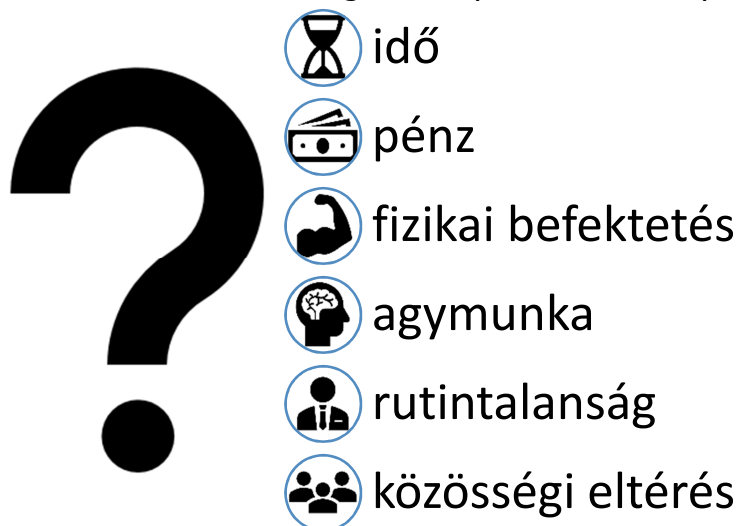 idő
pénz
fizikai befektetés
agymunka
rutintalanság
közösségi eltérés